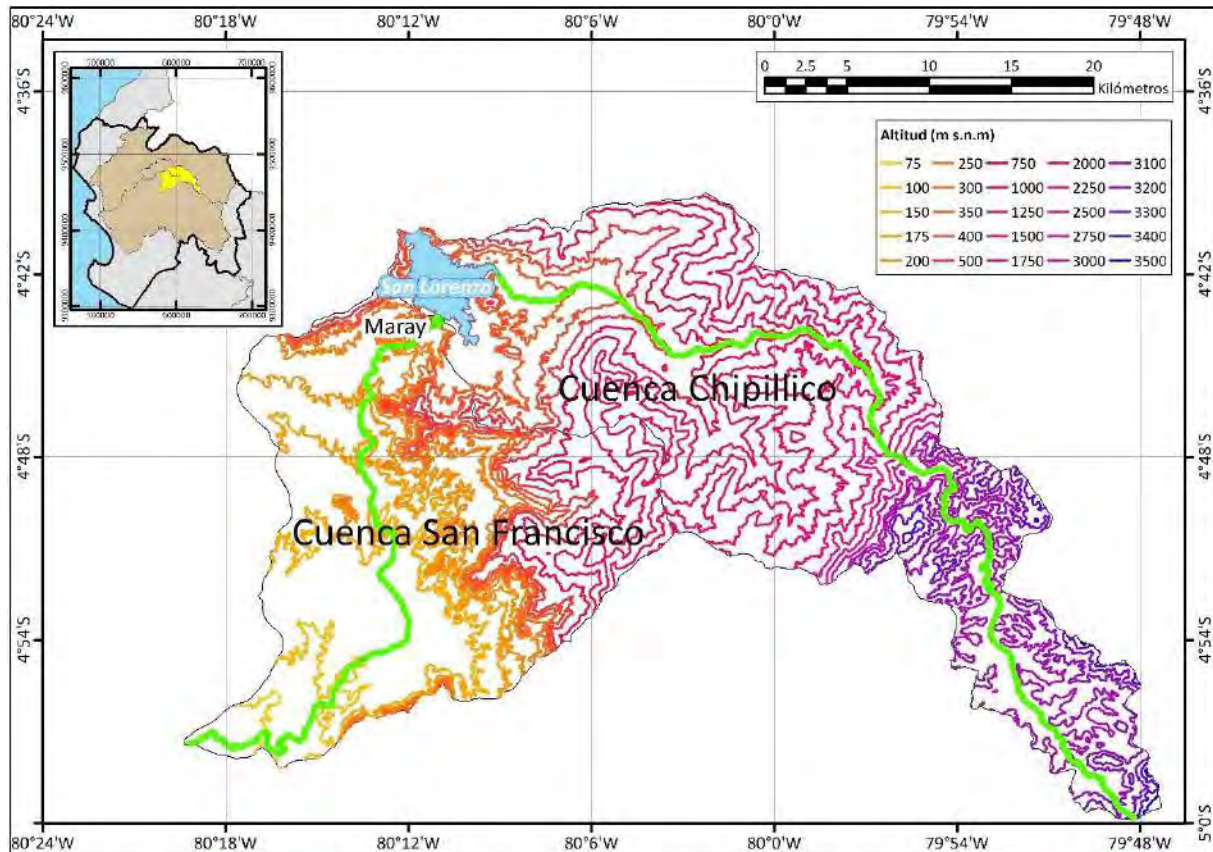 80°24'W 80°18'W 80°12'W 80°6'W 80°0'W 79°54'W 79°48'W
0 2.5 5 10 15 20
Kilómetros
4°36'S 4°36'S
Altitud (m s.n.m)
75 250 750 2000 3100
100 300 1000 2250 3200
150 350 1250 2500 3300
175 400 1500 2750 3400
200 500 1750 3000 3500
4°42'S 4°42'S
San Lorenzo
Maray
Cuenca Chipillico
4°48'S 4°48'S
Cuenca San Francisco
4°54'S 4°54'S
5°0'S 5°0'S
80°24'W 80°18'W 80°12'W 80°6'W 80°0'W 79°54'W 79°48'W